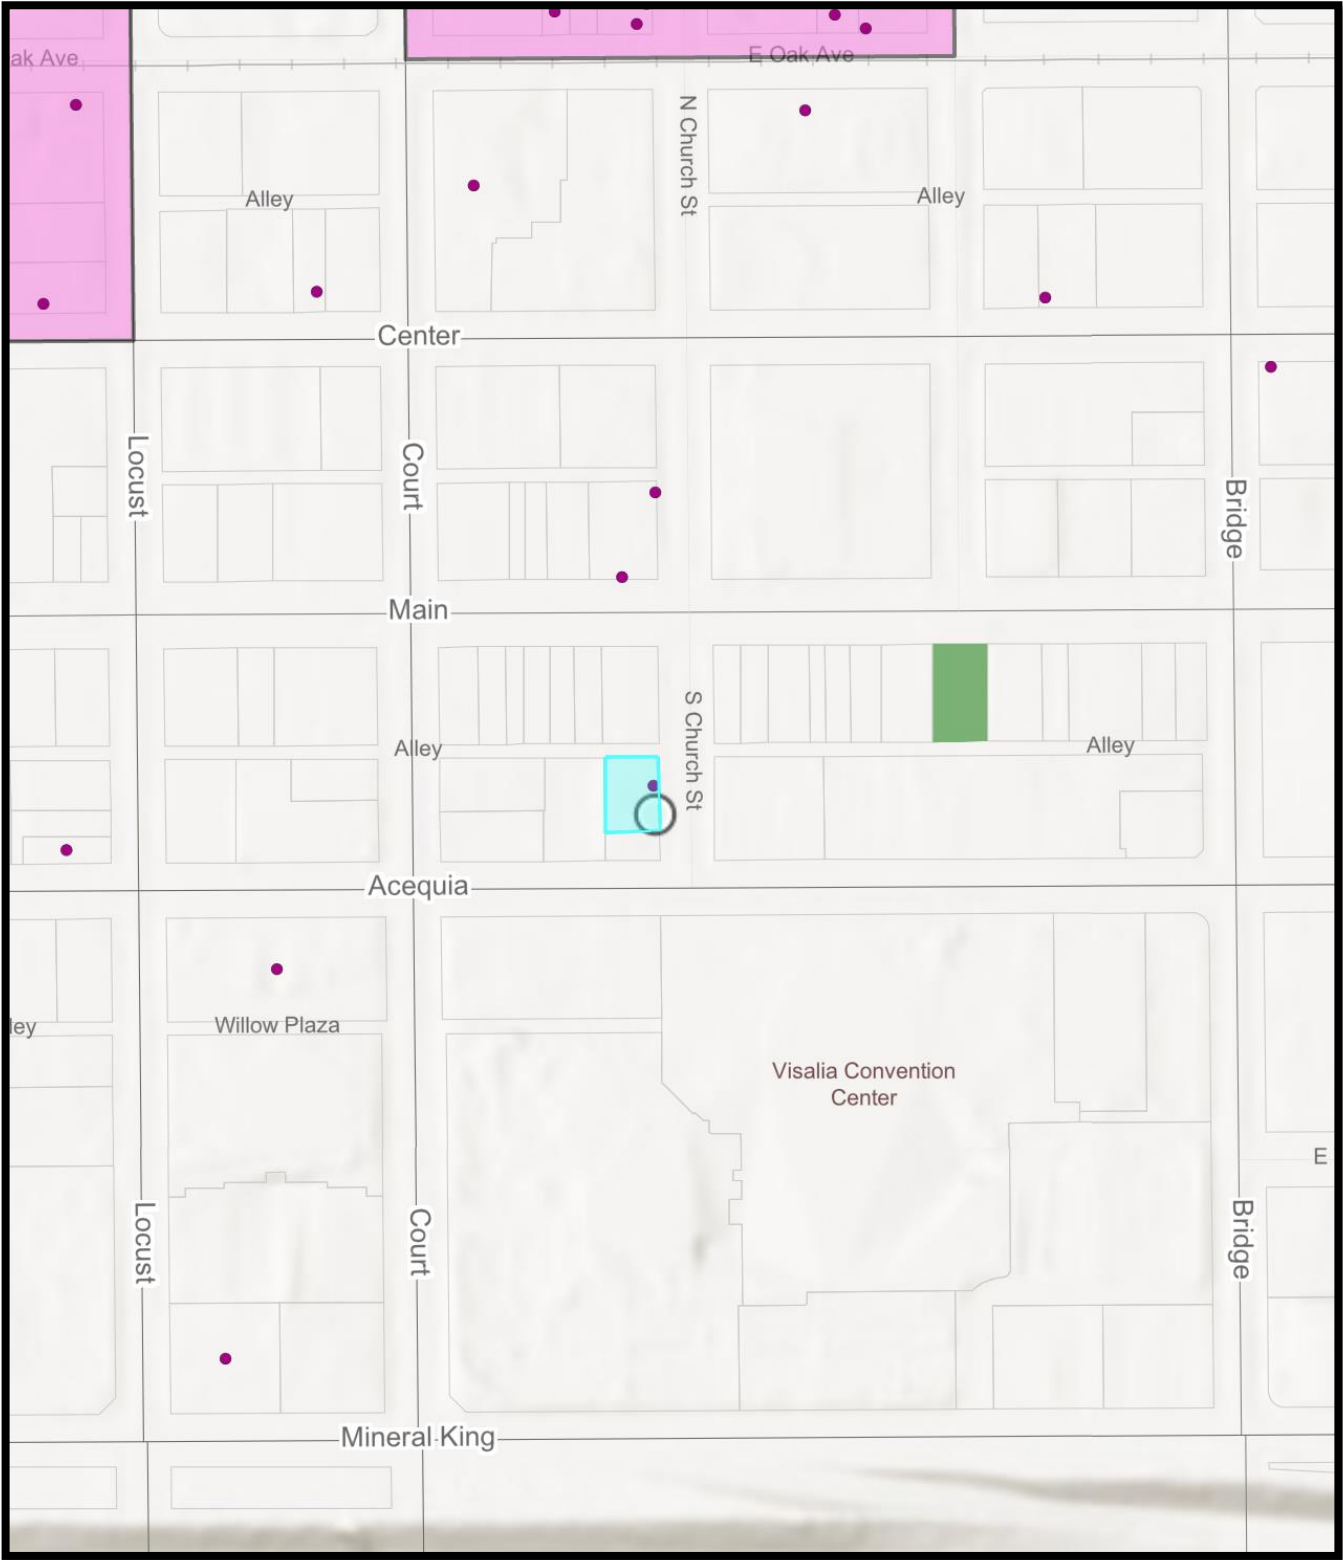 ak Ave
E Oak Ave
N Church St
Alley
Alley
Center
Locust
Court
Bridge
Main
S Church St
Alley
Alley
Acequia
Willow Plaza
ley
Visalia Convention
Center
E
Locust
Court
Bridge
Mineral King